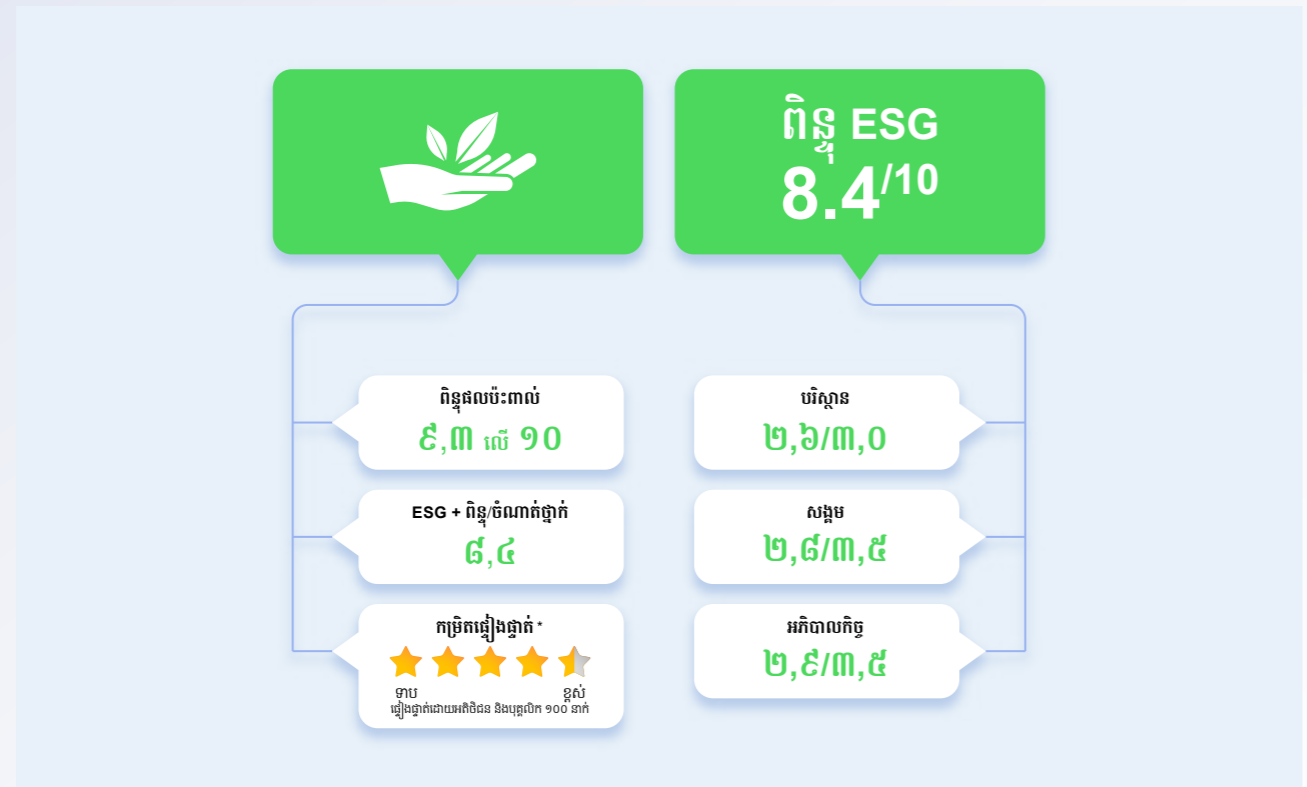 ពិន្ទុ ESG
8.4/10
ពិន្ទុផលប៉ះពាល់
៩,៣ លើ ១០
ESG + ពិន្ទុ/ចំណាត់ថ្នាក់
៨,៤
កម្រិតផ្ទៀងផ្ទាត់ *
ទាប ខ្ពស់
ផ្ទៀងផ្ទាត់ដោយអតិថិជន និងបុគ្គលិក ១០០ នាក់
បរិស្ថាន
២,៦/៣,០
សង្គម
២,៨/៣,៥
អភិបាលកិច្ច
២,៩/៣,៥